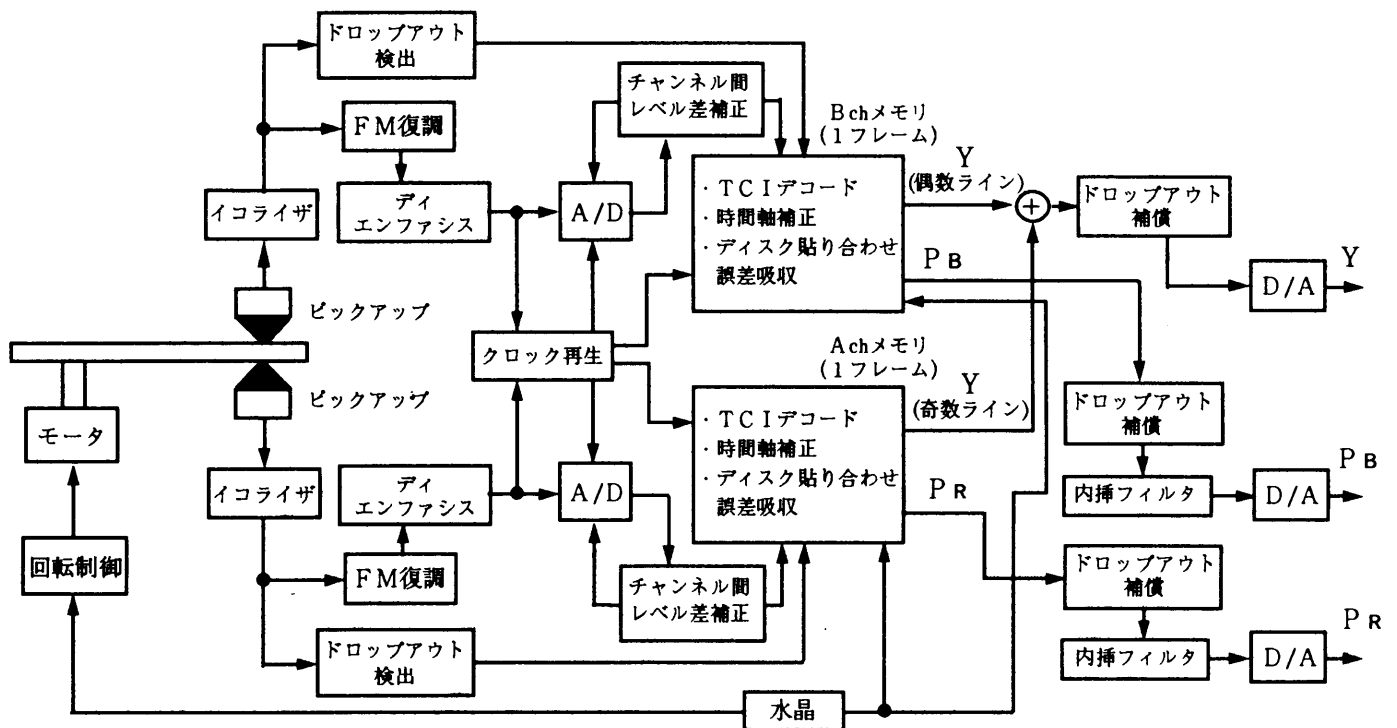 ドロップアウト
検出
チャンネル間
レベル差補正
FM復調
Bchメモリ
(1フレーム)
Y
(偶数ライン)
イコライザ
ディ
エンファシス
A/D
・TCIデコード
・時間軸補正
・ディスク貼り合わせ
誤差吸収
ドロップアウト
補償
PB
D/A
Y
ピックアップ
クロック再生
Achメモリ
(1フレーム)
Y
(奇数ライン)
ピックアップ
モータ
ドロップアウト
補償
イコライザ
ディ
エンファシス
A/D
・TCIデコード
・時間軸補正
・ディスク貼り合わせ
誤差吸収
PR
内挿フィルタ
D/A
PB
回転制御
FM復調
チャンネル間
レベル差補正
ドロップアウト
補償
ドロップアウト
検出
内挿フィルタ
D/A
PR
水晶